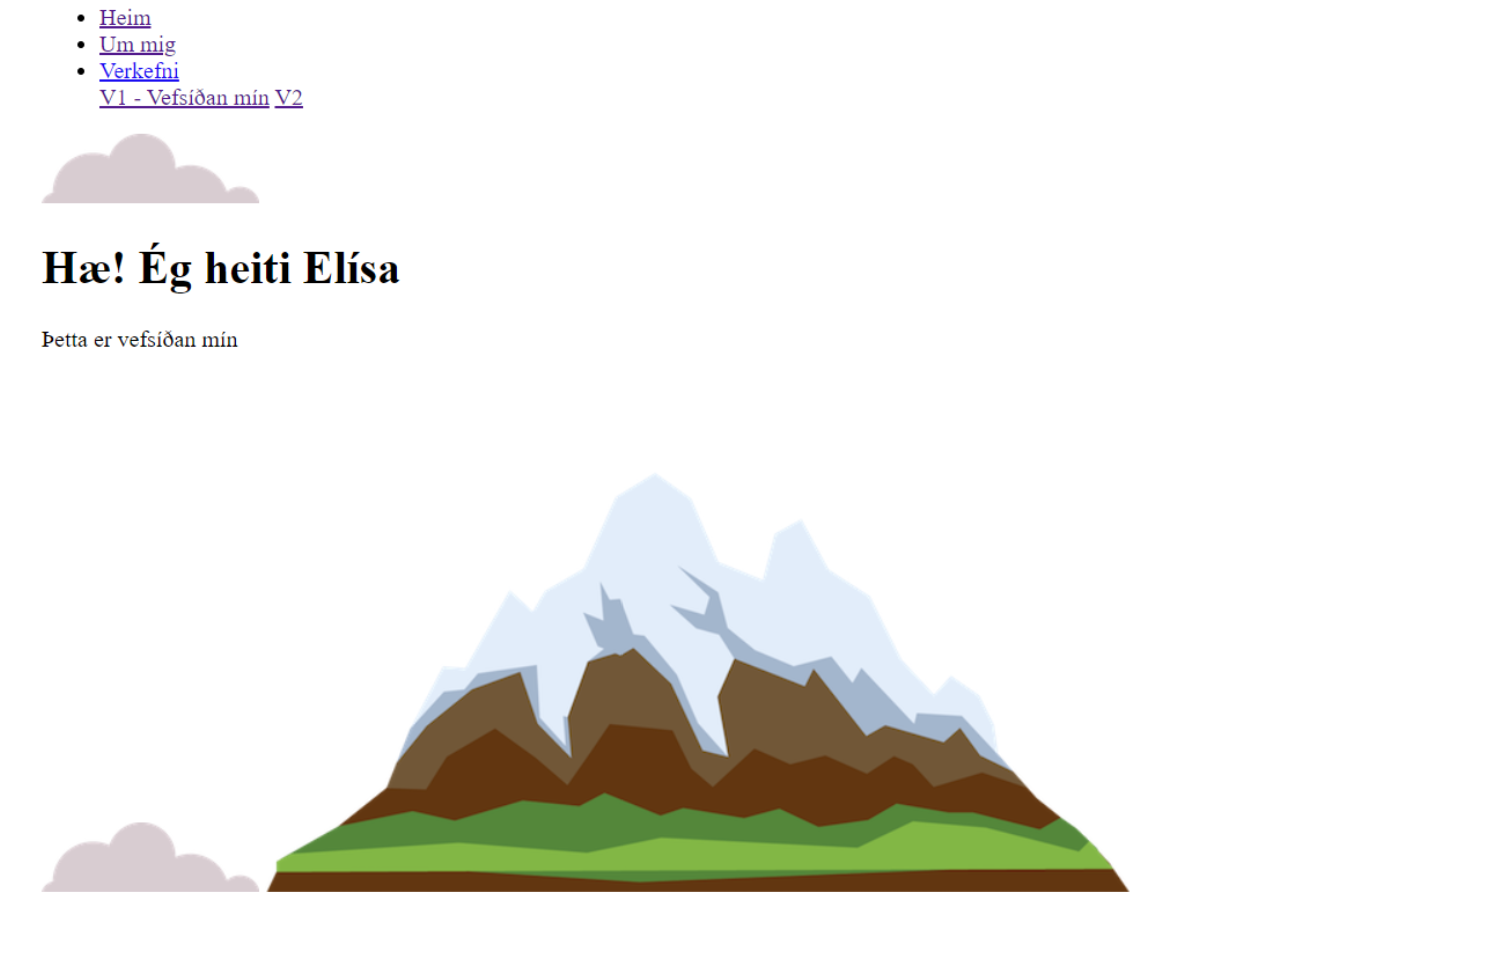 Heim
Um mig
Verkefni
V1 - Vefsíðan mín V2
Hæ! Ég heiti Elísa
Þetta er vefsíðan mín